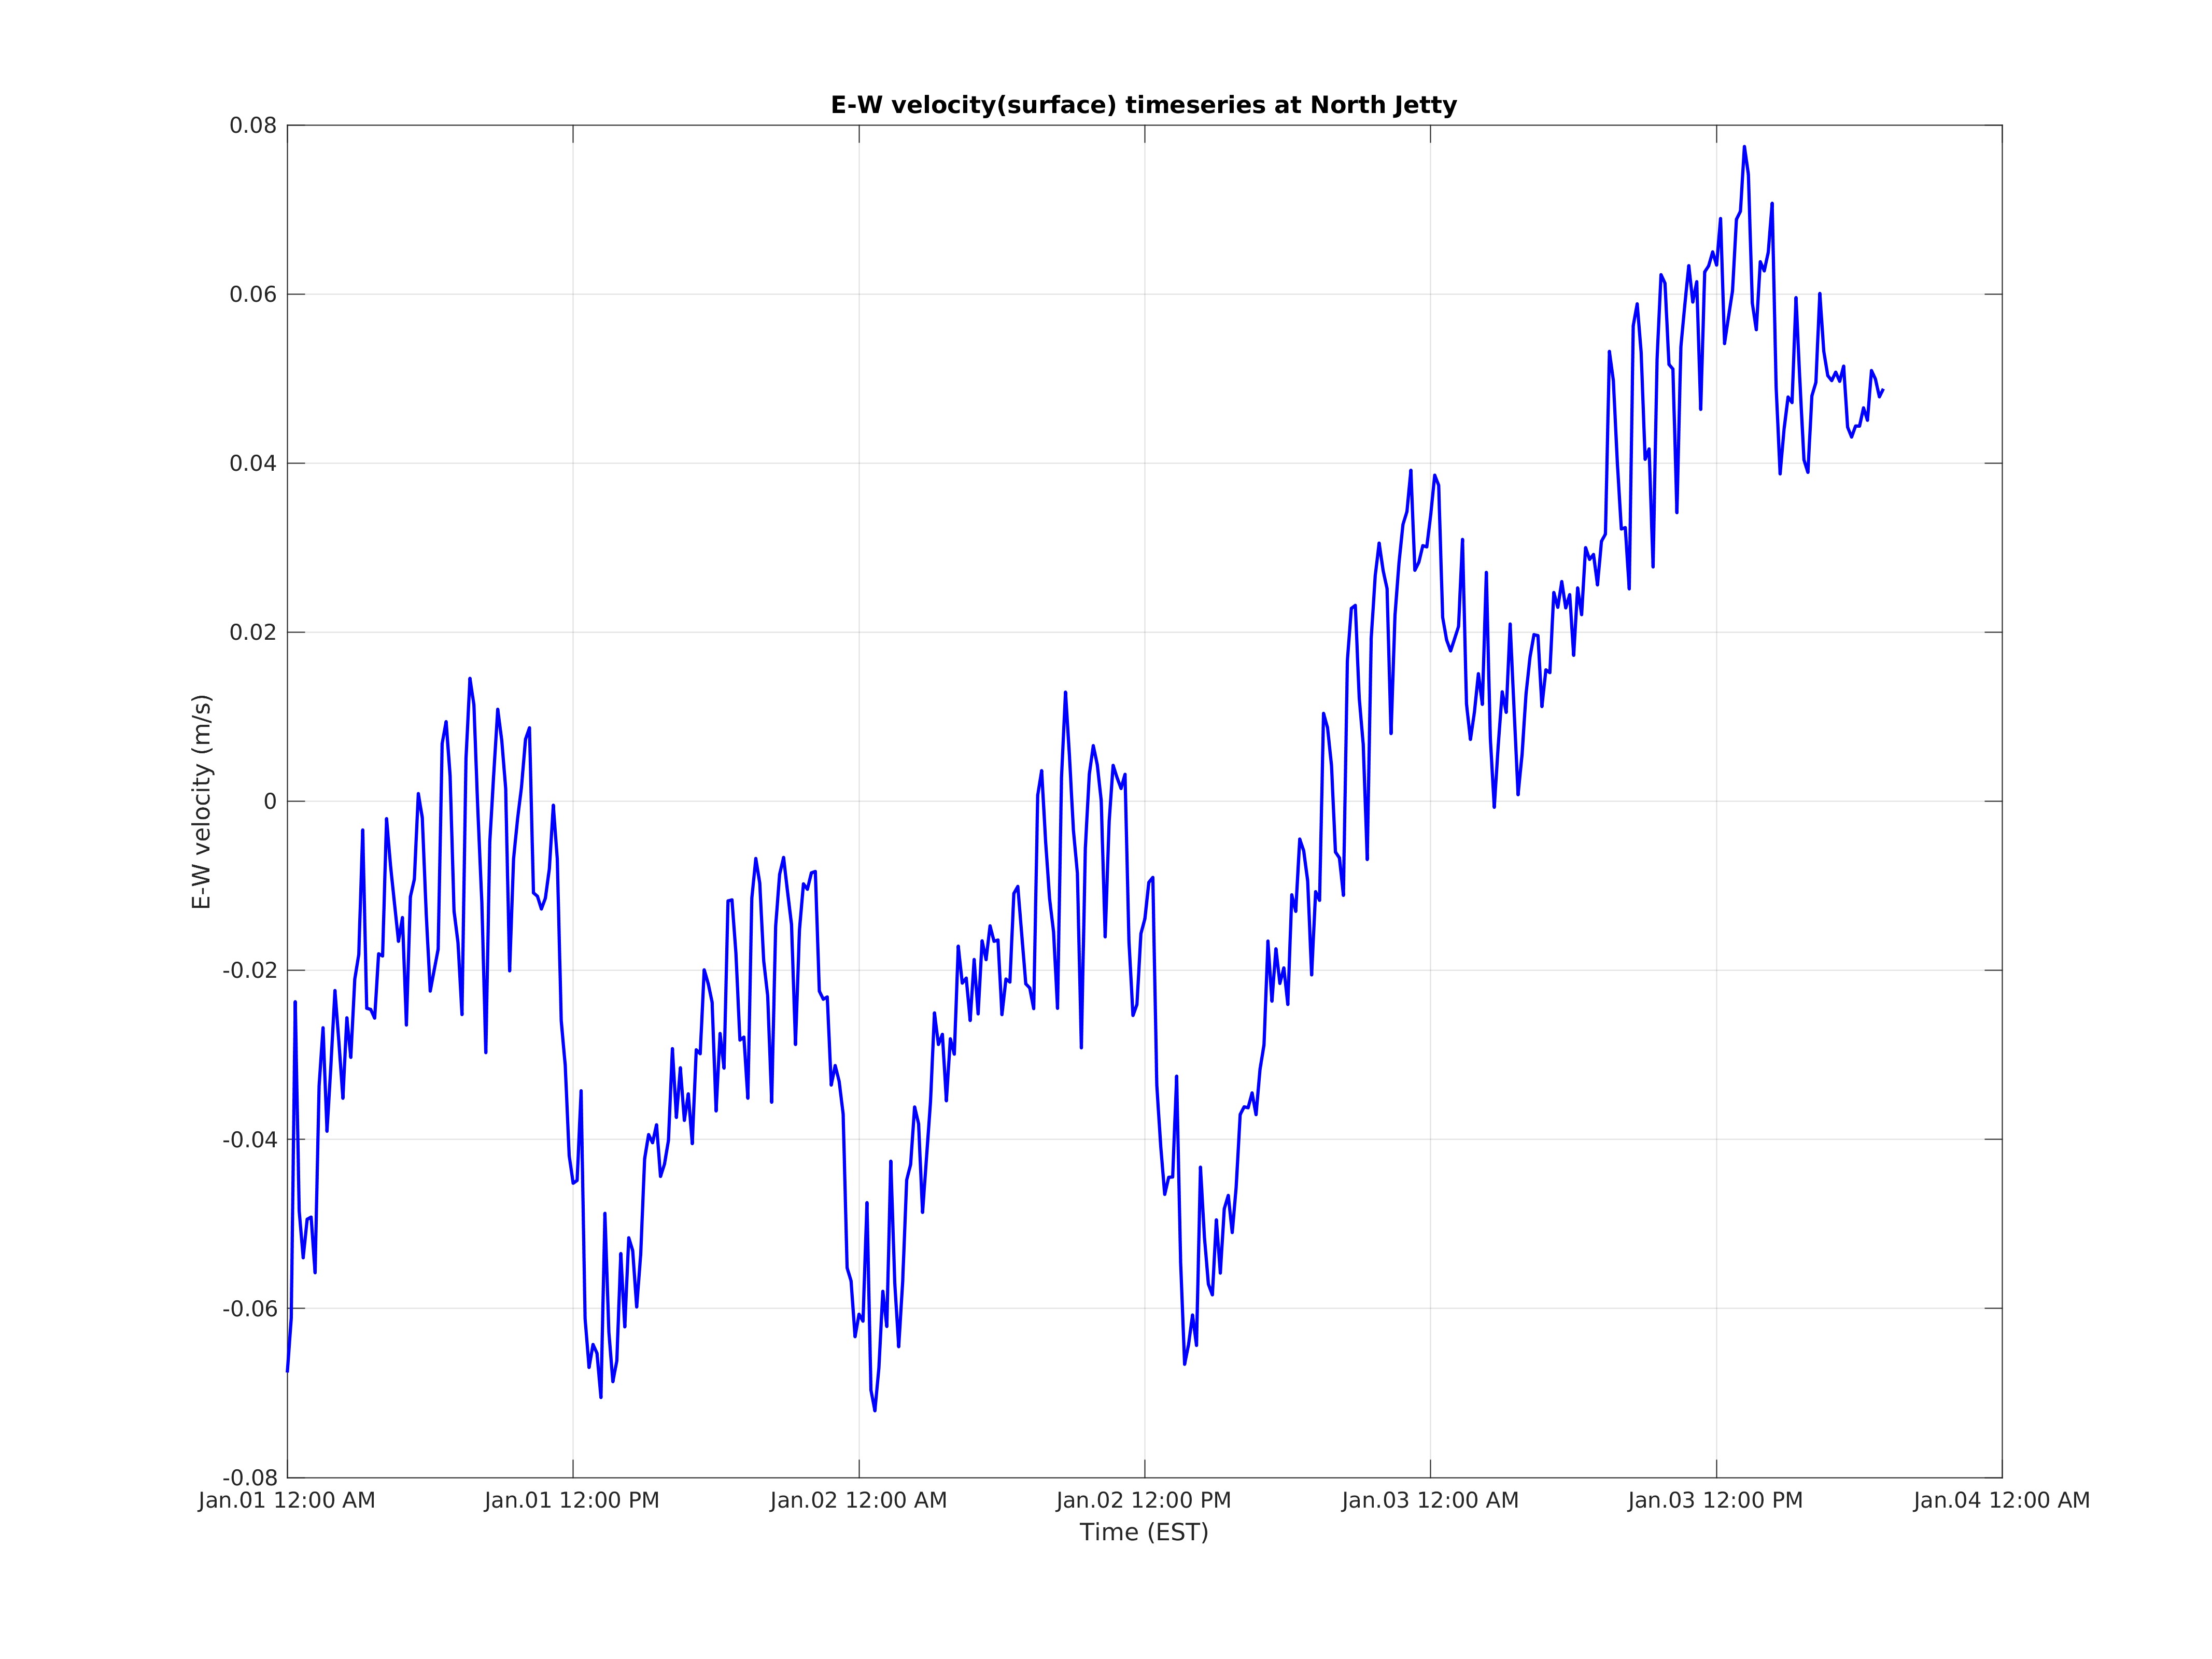 E-W velocity(surface) timeseries at North Jetty
0.08
0.06
0.04
0.02
0
-0.02
-0.04
-0.06
-0.08
E-W velocity (m/s)
Jan.01 12:00 AM Jan.01 12:00 PM Jan.02 12:00 AM Jan.02 12:00 PM Jan.03 12:00 AM Jan.03 12:00 PM Jan.04 12:00 AM
Time (EST)